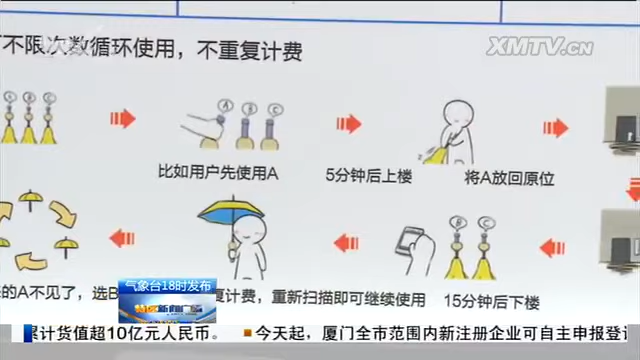 不限次数循环使用，不重复计费
XMTV.CN
A B C
A B C
比如用户先使用A
5分钟后上楼
将A放回原位
B C
的A不见了，选B
复计费，重新扫描即可继续使用
15分钟后下楼
气象台18时发布
新闻广场
累计货值超10亿元人民币。 ■今天起，厦门全市范围内新注册企业可自主申报登记